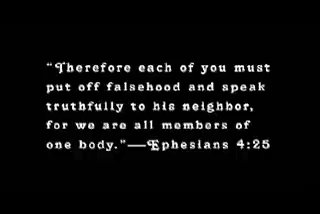 “Therefore each of you must
put off falsehood and speak
truthfully to his neighbor,
for we are all members of
one body.”—Ephesians 4:25